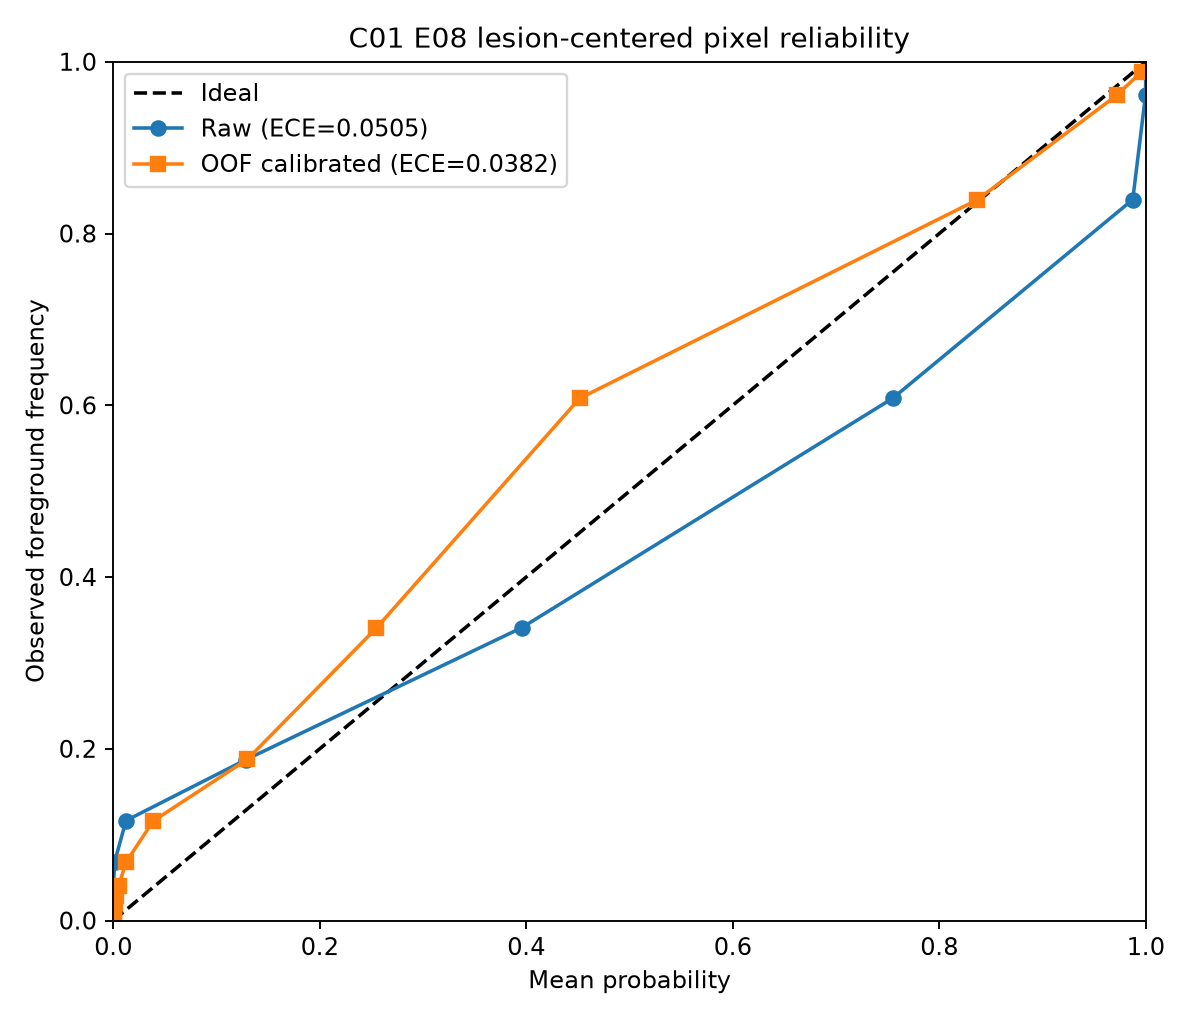 C01 E08 lesion-centered pixel reliability
Ideal
Raw (ECE=0.0505)
OOF calibrated (ECE=0.0382)
Observed foreground frequency
1.0
0.8
0.6
0.4
0.2
0.0
0.0 0.2 0.4 0.6 0.8 1.0
Mean probability